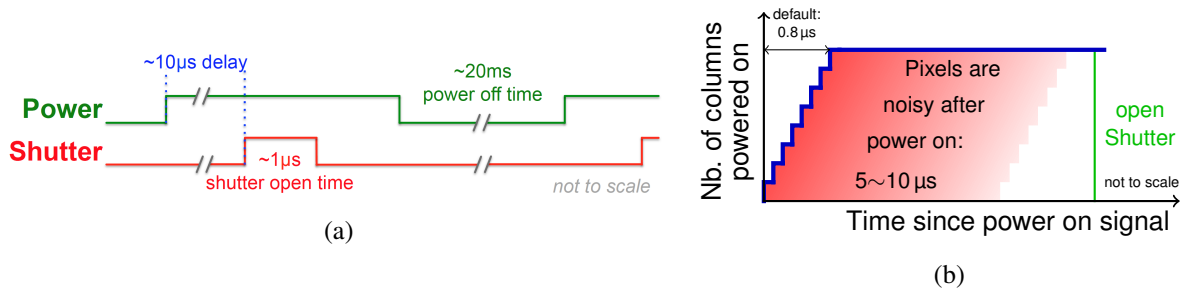 ~10µs delay
~20ms
power off time
Power
Shutter
~1µs
shutter open time
not to scale
(a)
Nb. of columns
powered on
default:
0.8 µs
Pixels are
noisy after
power on:
5∼10 µs
open
Shutter
not to scale
Time since power on signal
(b)